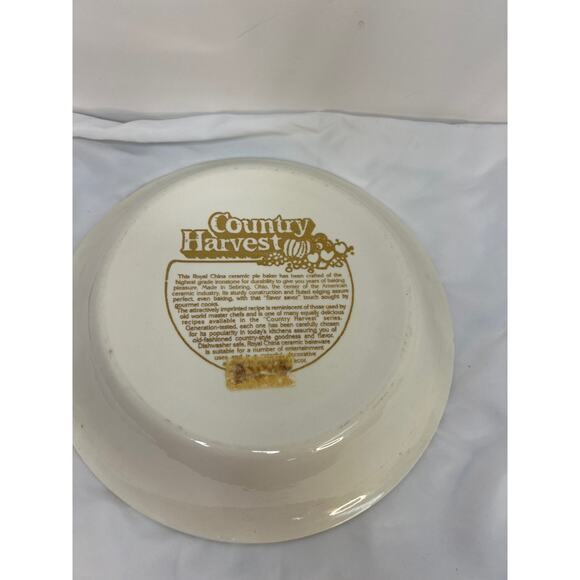 Country
Harvest
This Royal China ceramic pie baker has been crafted of the
highest grade ironstone for durability to give you years of baking
pleasure. Made in Sebring, Ohio, the center of the American
ceramic industry, its sturdy construction and fluted edging assure
perfect, even baking, with that "flavor saver" touch sought by
gourmet cooks.
The attractively imprinted recipe is reminiscent of those used by
old world master chefs and is one of many equally delicious
recipes available in the "Country Harvest" series.
Generation-tested, each one has been carefully chosen
for its popularity in today's kitchens assuring you of
old-fashioned country-style goodness and flavor.
Dishwasher safe, Royal China ceramic bakeware
is suitable for a number of entertainment
uses and is a decorative